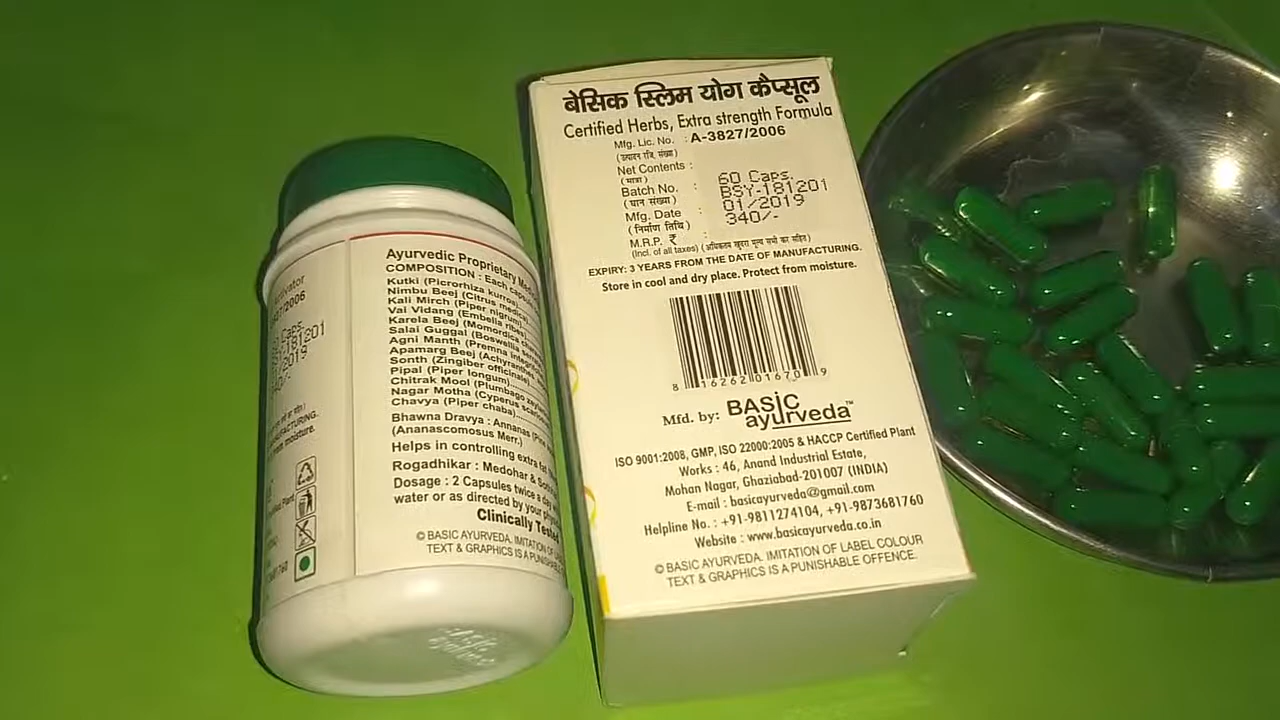 Activator
60 Caps.
BSY-181201
01/2019
340/-
Ayurvedic Proprietary
COMPOSITION : Each
Kutki (Picrorhiza kurroa)
Nimbu Beej (Citrus medica)
Kali Mirch (Piper nigrum)
Vai Vidang (Embelia ribes)
Karela Beej (Momordica
Salai Guggal (Boswellia
Agni Manth (Premna
Apamarg Beej
Sonth (Zingiber officinale)
Pipal (Piper longum)
Chitrak Mool (Plumbago
Nagar Motha (Cyperus
Chavya (Piper chaba)
Bhawna Dravya : Annanas
(Ananascomosus Merr.)
Helps in controlling extra
Rogadhikar : Medohar &
Dosage : 2 Capsules twice a
water or as directed by your
Clinically
© BASIC AYURVEDA. IMITATION OF
TEXT & GRAPHICS IS A PUNISHABLE
बेसिक स्लिम योग कैप्सूल
Certified Herbs, Extra strength Formula
Mfg. Lic. No. : A-3827/2006
Net Contents :
60 Caps.
Batch No. : BSY-181201
Mfg. Date : 01/2019
(निर्माण तिथि) 340/-
M.R.P. ₹ :
(Incl. of all taxes)
EXPIRY: 3 YEARS FROM THE DATE OF MANUFACTURING.
Store in cool and dry place. Protect from moisture.
8 16262 01670 9
Mfd. by: BASIC ayurveda™
ISO 9001:2008, GMP, ISO 22000:2005 & HACCP Certified Plant
Works : 46, Anand Industrial Estate,
Mohan Nagar, Ghaziabad-201007 (INDIA)
E-mail : basicayurveda@gmail.com
Helpline No. : +91-9811274104, +91-9873681760
Website : www.basicayurveda.co.in
© BASIC AYURVEDA. IMITATION OF LABEL COLOUR
TEXT & GRAPHICS IS A PUNISHABLE OFFENCE.